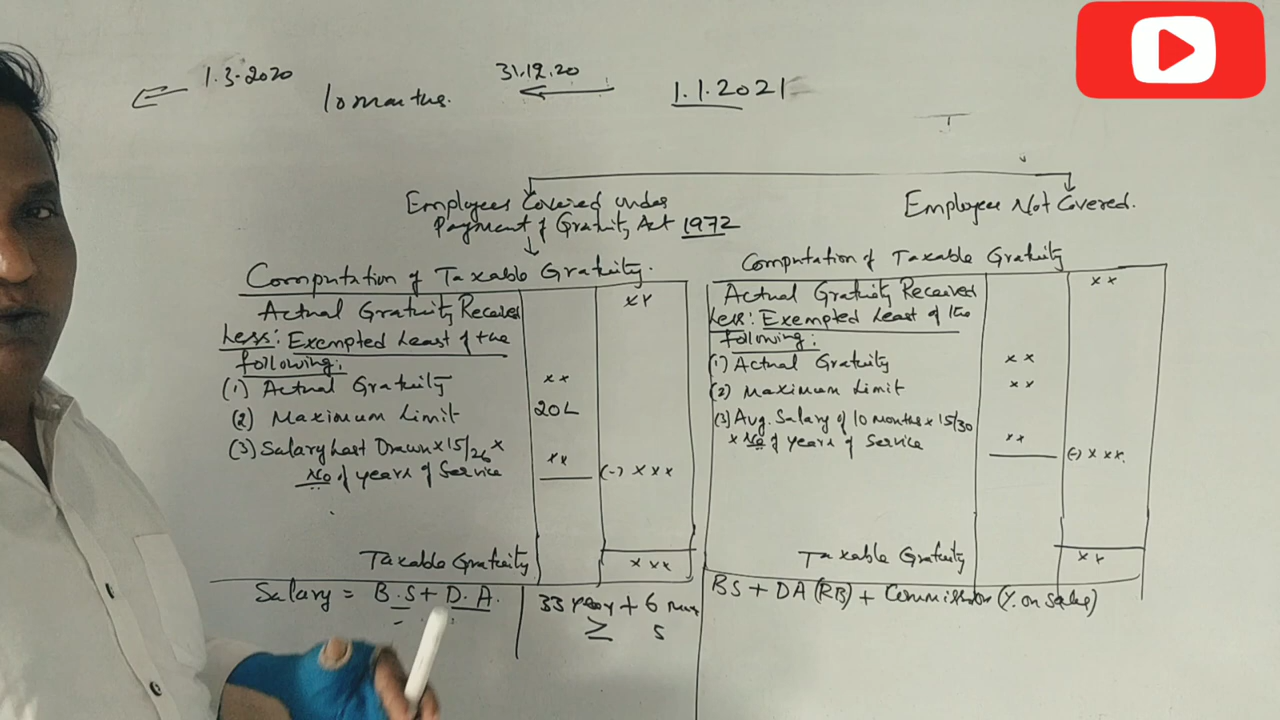 1.3.2020
10 months.
31.12.20
1.1.2021
Employees Covered under
Payment of Gratuity Act 1972
Employee Not Covered.
Computation of Taxable Gratuity.
Actual Gratuity Received
xx
Less: Exempted Least of the
following:
(1) Actual Gratuity
xx
(2) Maximum Limit
20L
(3) Salary Last Drawn x 15/26 x
No of years of Service
xx
(-) xxx
Taxable Gratuity
xxx
Salary = B.S + D.A.
33 year + 6
≥ 5
Computation of Taxable Gratuity
Actual Gratuity Received
xx
Less: Exempted Least of the
following:
(1) Actual Gratuity
xx
(2) Maximum Limit
xx
(3) Avg. Salary of 10 Months x 15/30
x No of years of Service
xx
(-) xxx.
Taxable Gratuity
xx
BS + DA (RB) + Commission (% on sales)